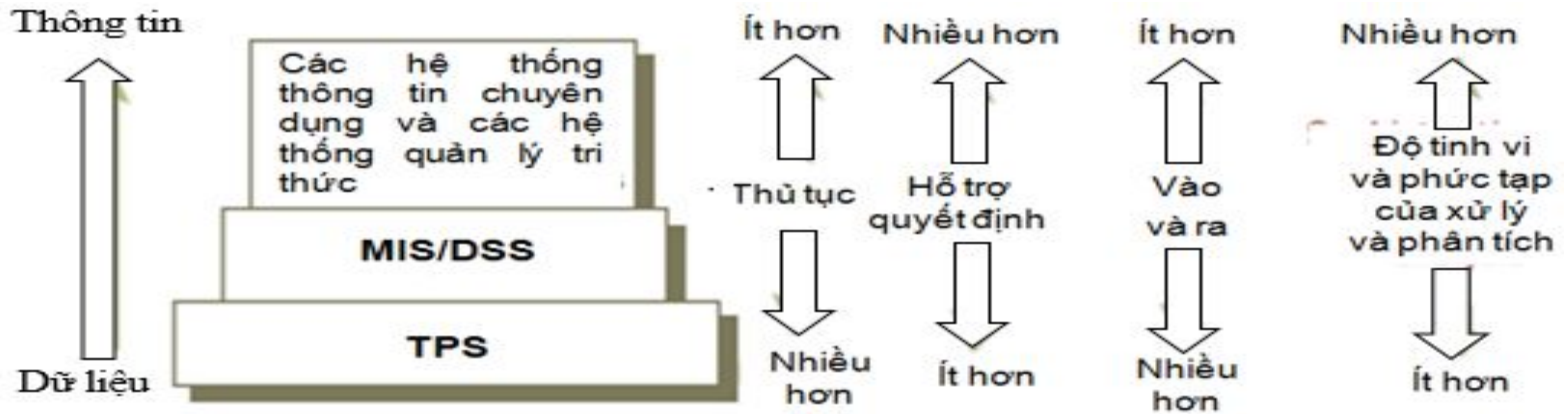 Thông tin
Dữ liệu
Các hệ thống
thông tin chuyên
dụng và các hệ
thống quản lý tri
thức
MIS/DSS
TPS
Ít hơn
Thủ tục
Nhiều
hơn
Nhiều hơn
Hỗ trợ
quyết định
Ít hơn
Ít hơn
Vào
và ra
Nhiều
hơn
Nhiều hơn
Độ tinh vi
và phức tạp
của xử lý
và phân tích
Ít hơn